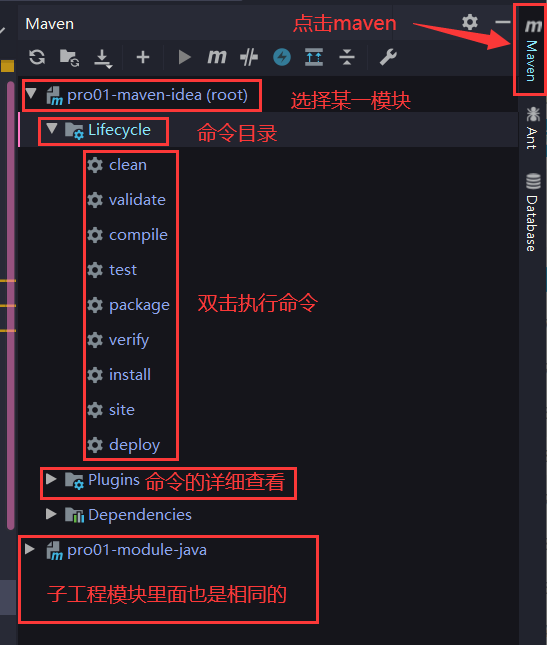 Maven
点击maven
Maven
pro01-maven-idea (root)
选择某一模块
Lifecycle
命令目录
Ant
clean
validate
Database
compile
test
package
双击执行命令
verify
install
site
deploy
Plugins
命令的详细查看
Dependencies
pro01-module-java
子工程模块里面也是相同的